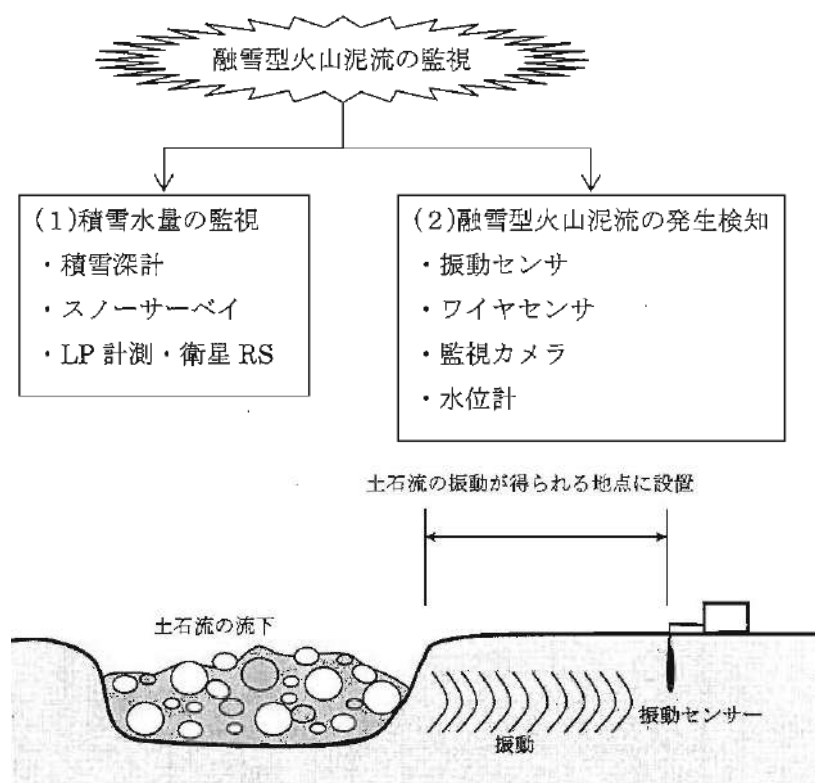 融雪型火山泥流の監視
(1)積雪水量の監視
・積雪深計
・スノーサーベイ
・LP 計測・衛星 RS
(2)融雪型火山泥流の発生検知
・振動センサ
・ワイヤセンサ
・監視カメラ
・水位計
土石流の振動が得られる地点に設置
土石流の流下
振動センサー
振動